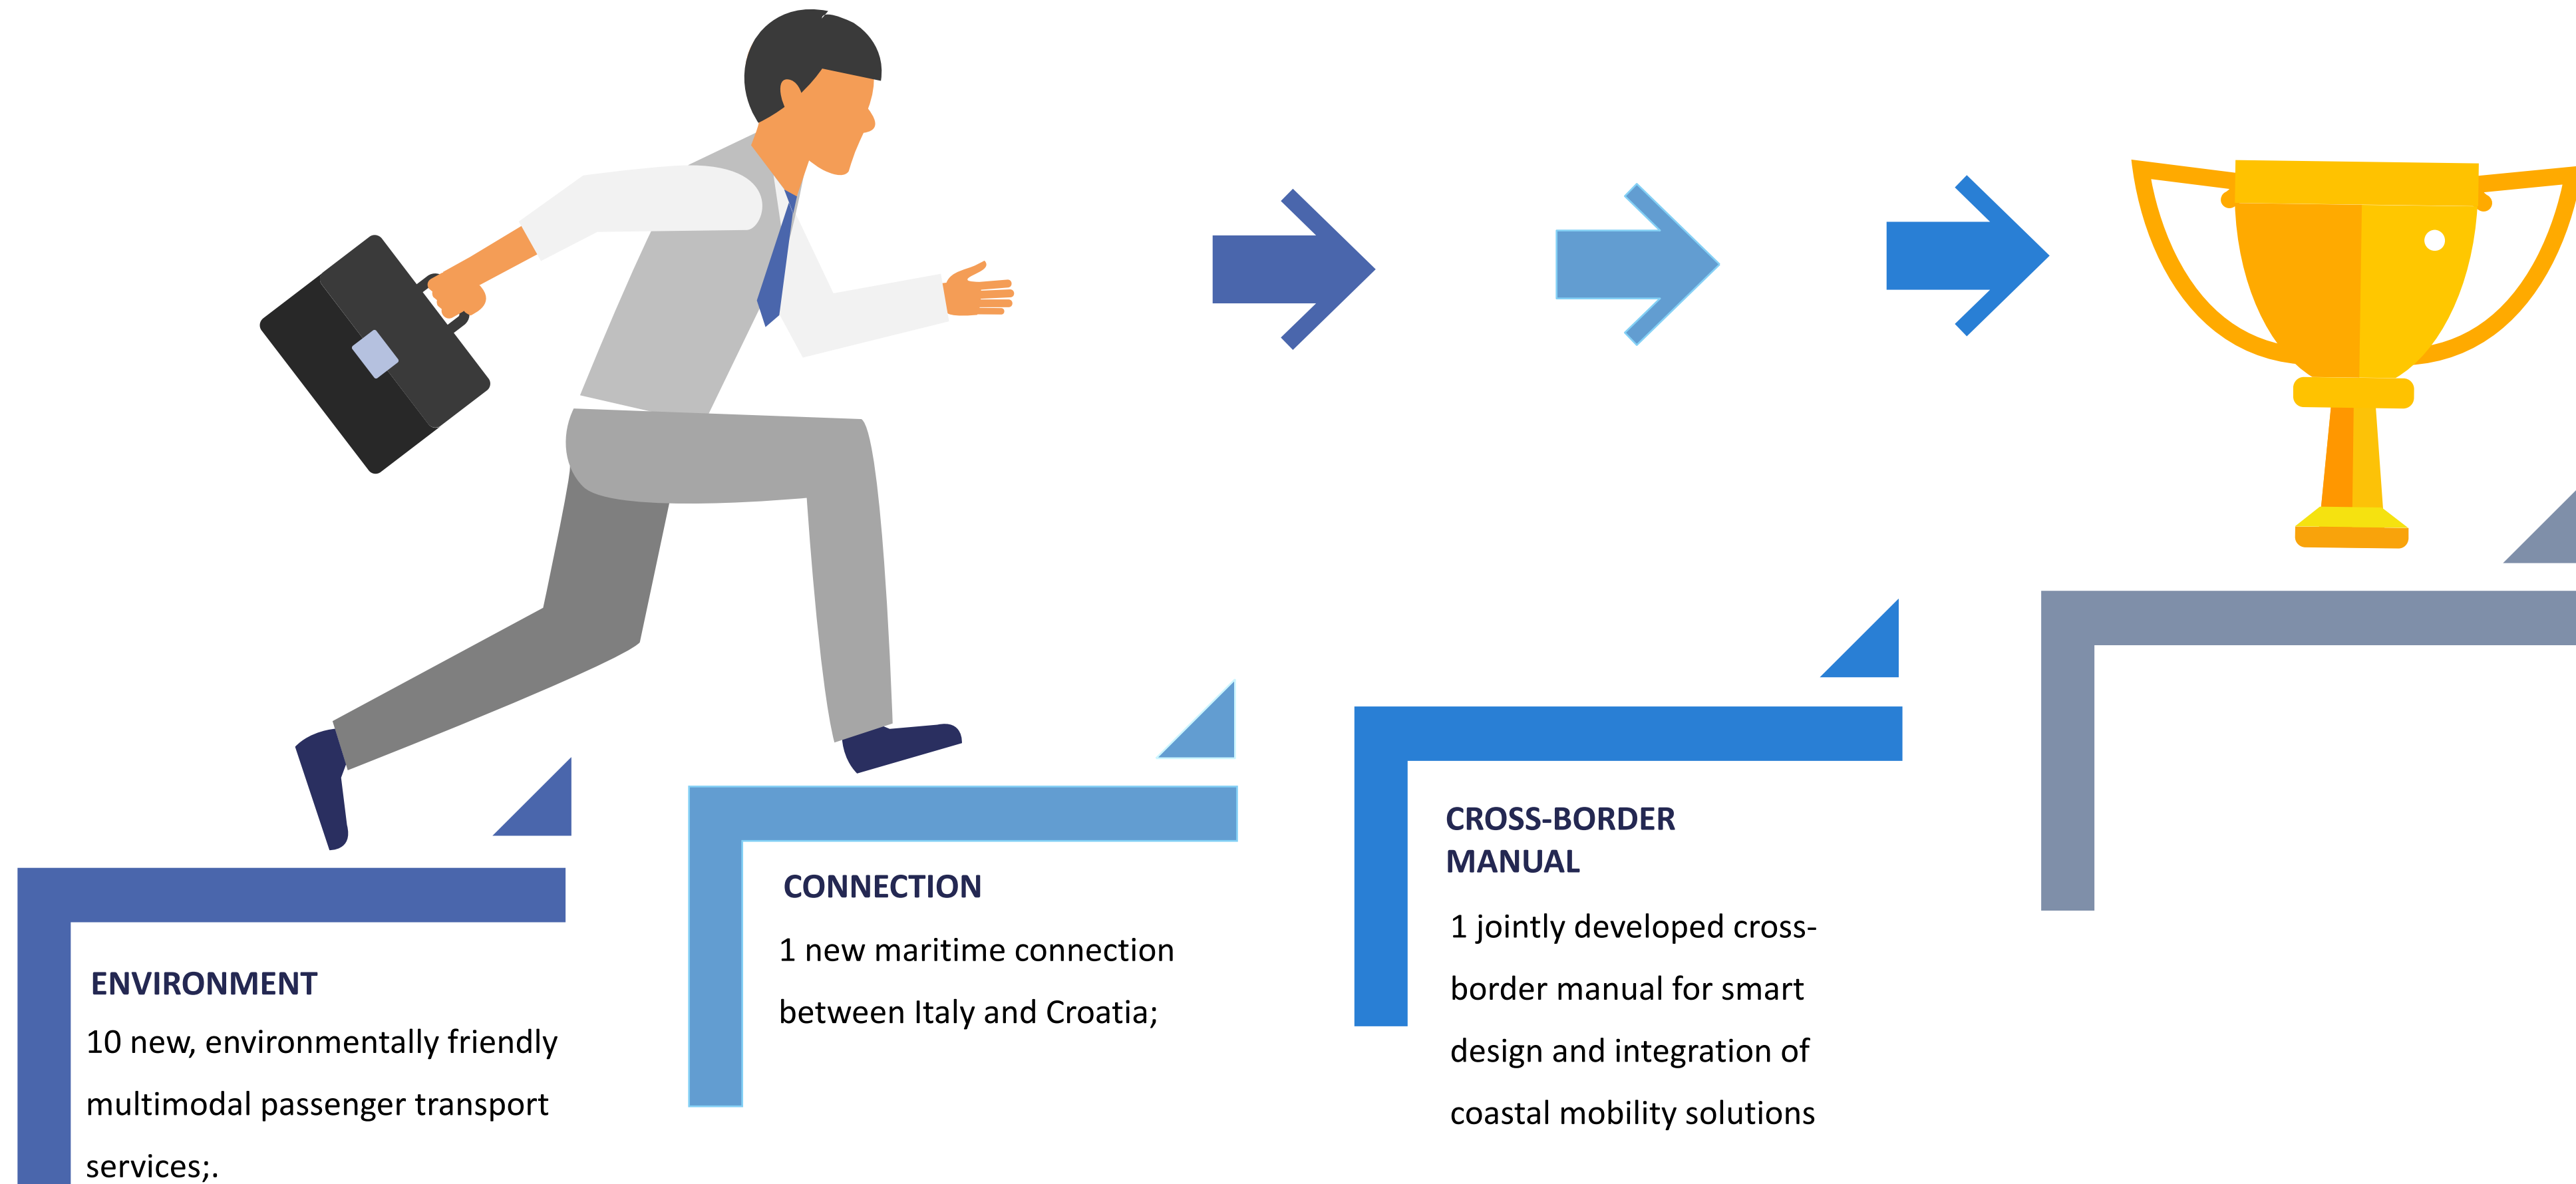 ENVIRONMENT
10 new, environmentally friendly
multimodal passenger transport
services;.
CONNECTION
1 new maritime connection
between Italy and Croatia;
CROSS-BORDER
MANUAL
1 jointly developed cross-
border manual for smart
design and integration of
coastal mobility solutions